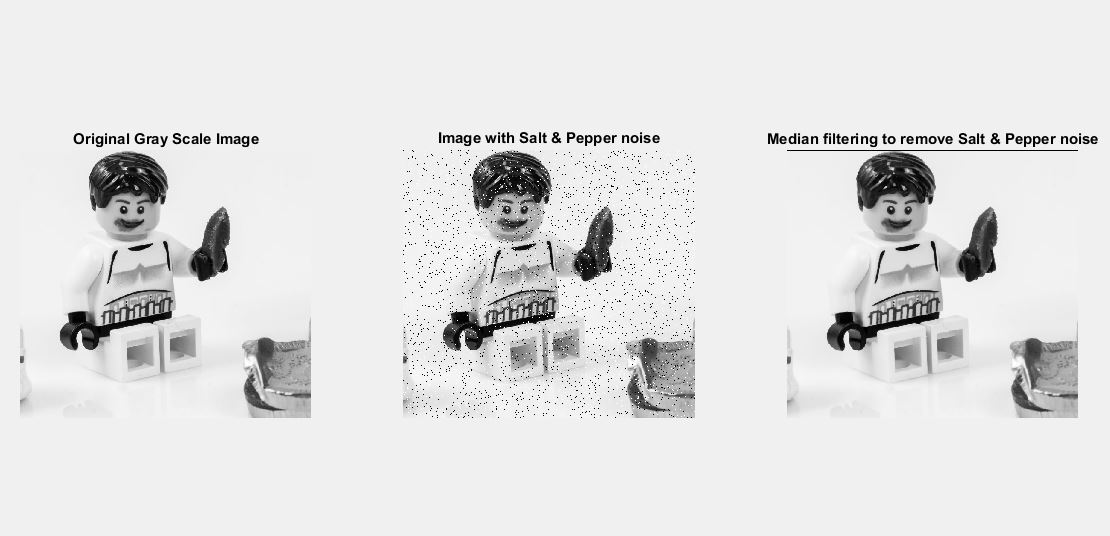 Original Gray Scale Image
Image with Salt & Pepper noise
Median filtering to remove Salt & Pepper noise